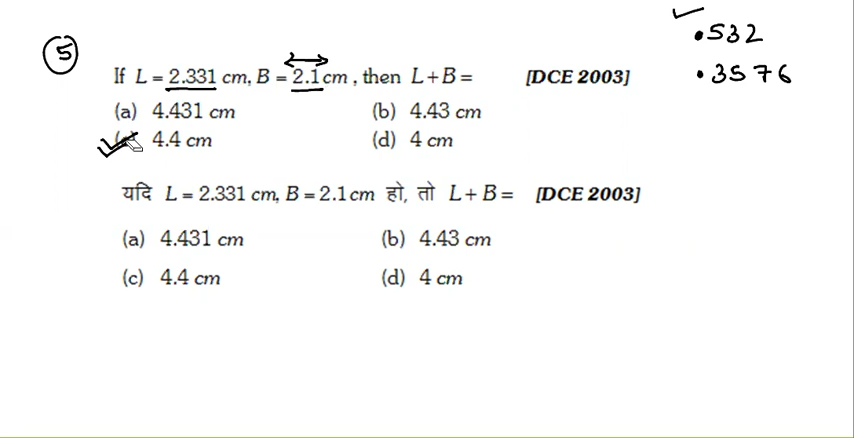 5
.532
.3576
If L = 2.331 cm, B = 2.1 cm, then L + B = [DCE 2003]
(a) 4.431 cm (b) 4.43 cm
4.4 cm (d) 4 cm
यदि L = 2.331 cm, B = 2.1 cm हो, तो L + B = [DCE 2003]
(a) 4.431 cm (b) 4.43 cm
(c) 4.4 cm (d) 4 cm